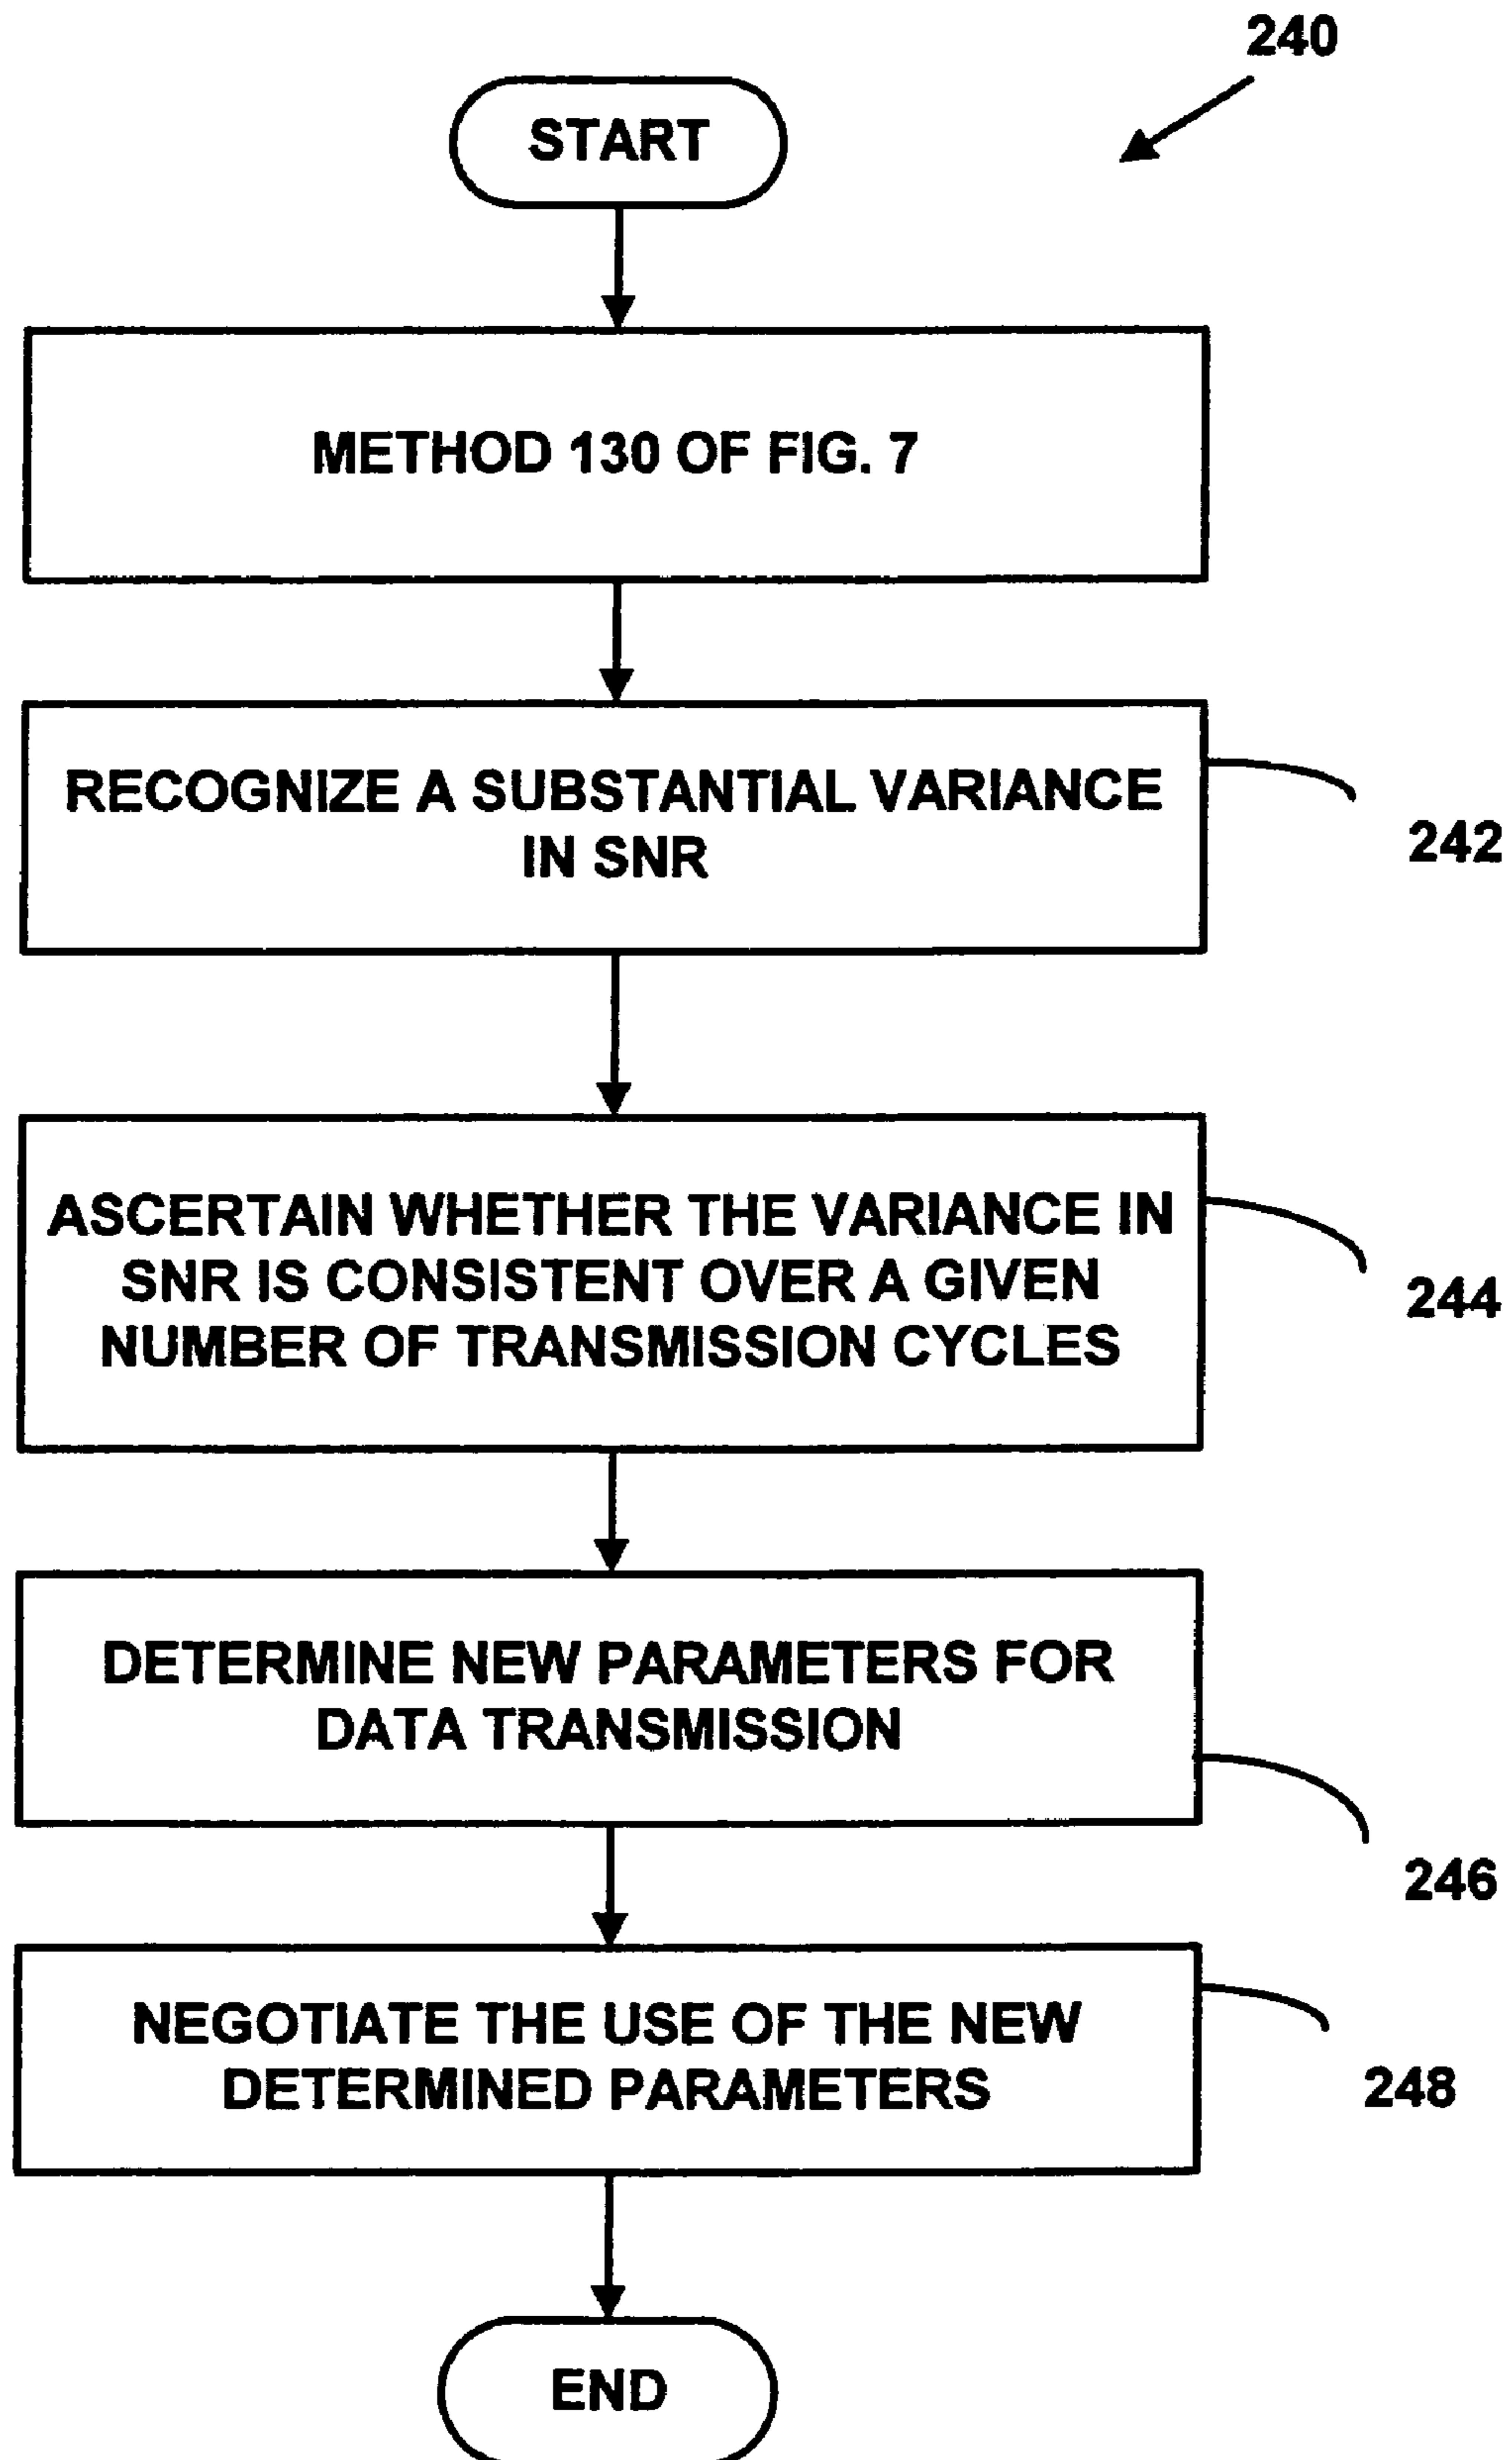 240
START
METHOD 130 OF FIG. 7
RECOGNIZE A SUBSTANTIAL VARIANCE
IN SNR
242
ASCERTAIN WHETHER THE VARIANCE IN
SNR IS CONSISTENT OVER A GIVEN
NUMBER OF TRANSMISSION CYCLES
244
DETERMINE NEW PARAMETERS FOR
DATA TRANSMISSION
246
NEGOTIATE THE USE OF THE NEW
DETERMINED PARAMETERS
248
END